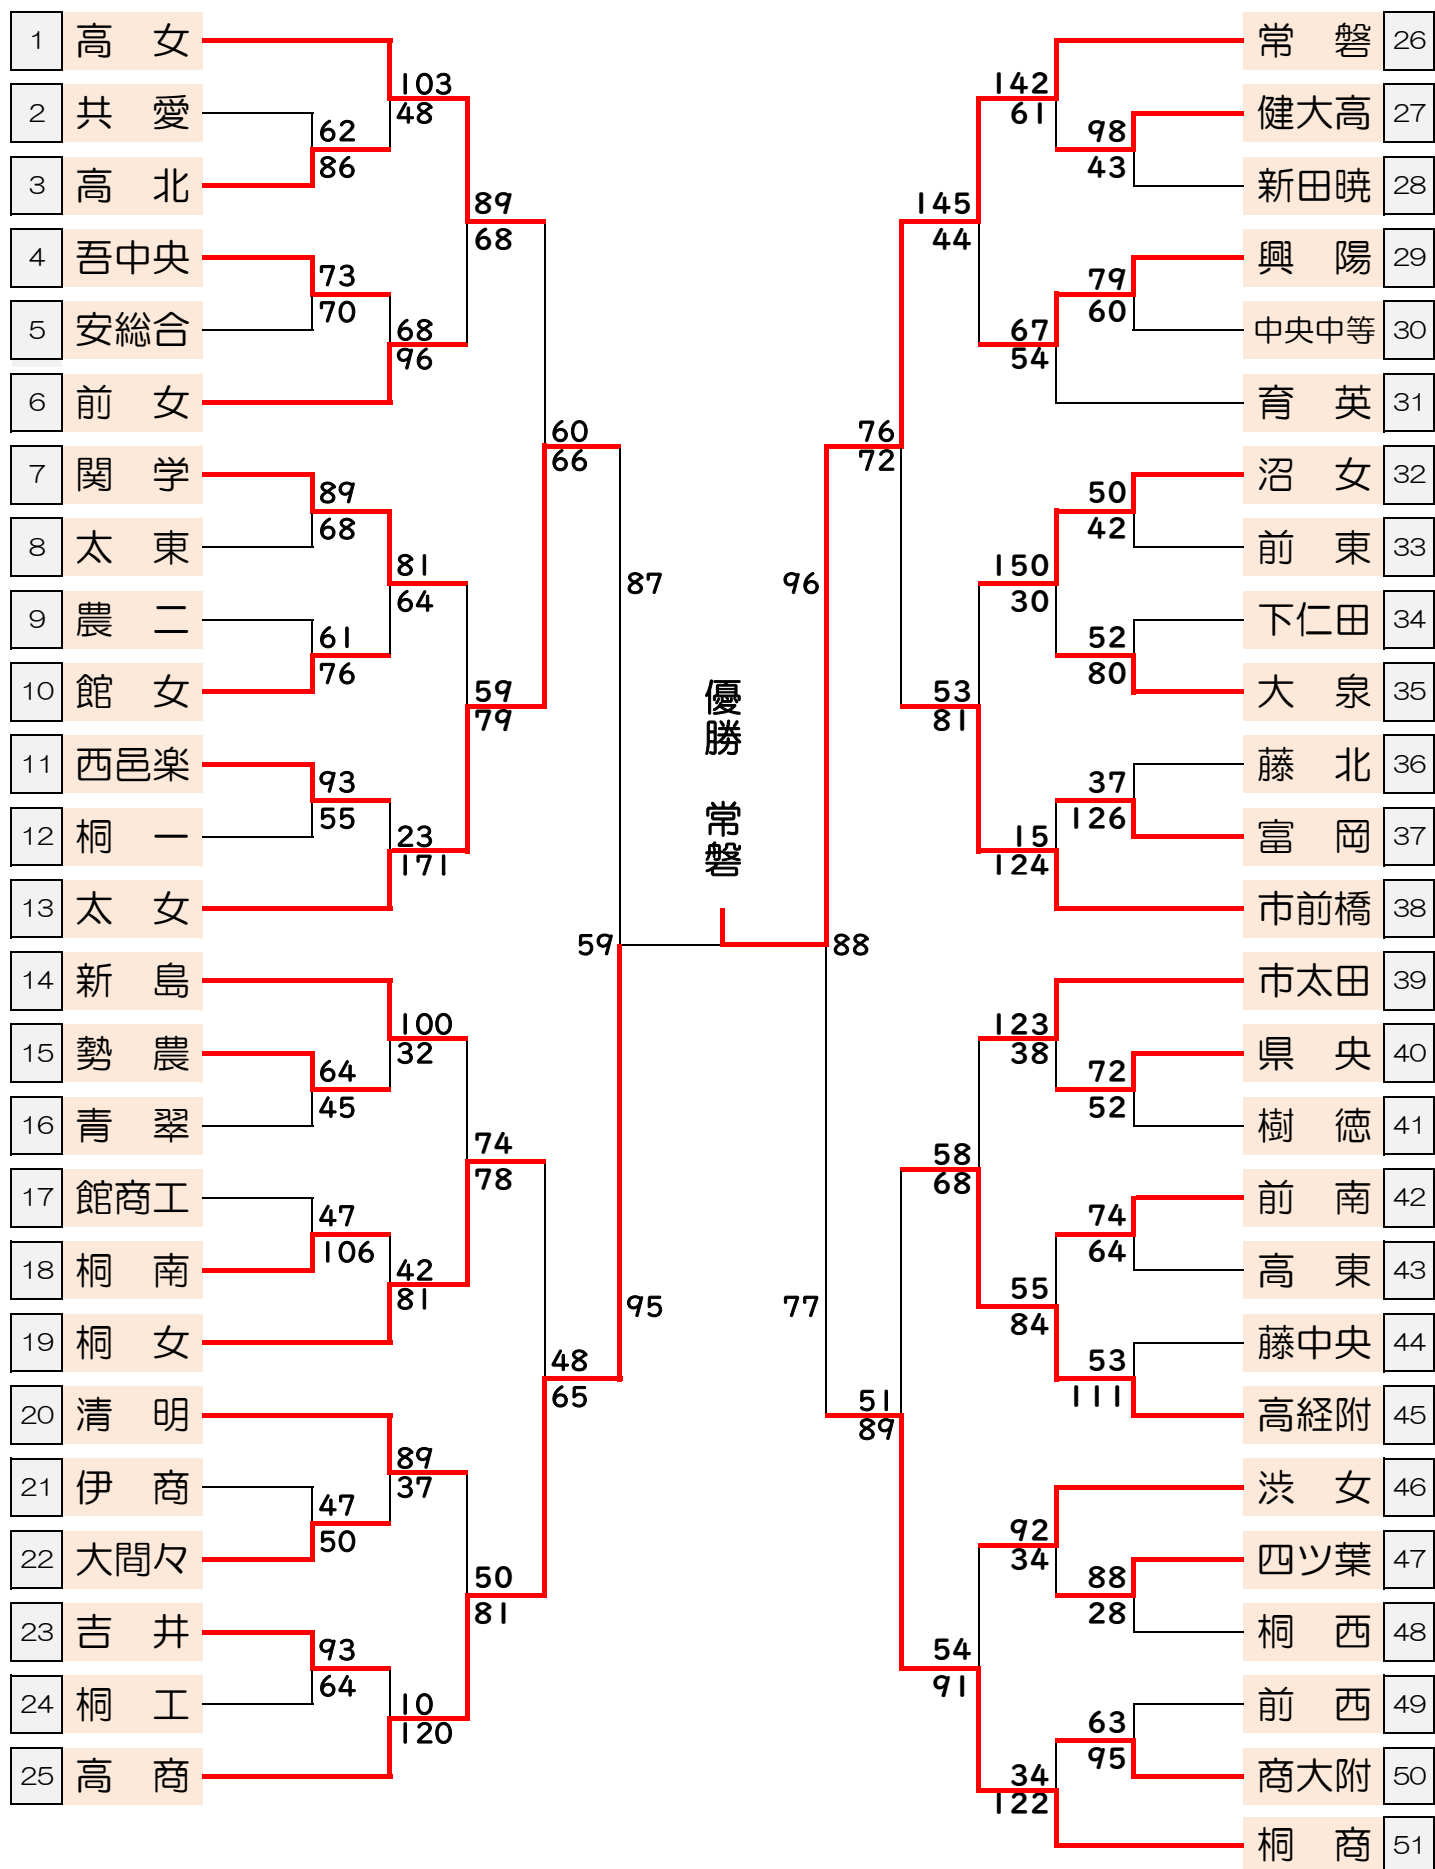 1 高 女
2 共 愛
3 高 北
4 吾中央
5 安総合
6 前 女
7 関 学
8 太 東
9 農 二
10 館 女
11 西邑楽
12 桐 一
13 太 女
14 新 島
15 勢 農
16 青 翠
17 館商工
18 桐 南
19 桐 女
20 清 明
21 伊 商
22 大間々
23 吉 井
24 桐 工
25 高 商
62
86
73
70
89
68
61
76
93
55
64
45
47
106
47
50
93
64
103
48
68
96
81
64
23
171
100
32
42
81
89
37
10
120
89
68
59
79
74
78
50
81
60
66
48
65
87
95
59
優勝 常磐
88
96
77
76
72
51
89
145
44
53
81
58
68
54
91
142
61
67
54
150
30
15
124
123
38
55
84
92
34
34
122
98
43
79
60
50
42
52
80
37
126
72
52
74
64
53
111
88
28
63
95
常 磐 26
健大高 27
新田暁 28
興 陽 29
中央中等 30
育 英 31
沼 女 32
前 東 33
下仁田 34
大 泉 35
藤 北 36
富 岡 37
市前橋 38
市太田 39
県 央 40
樹 徳 41
前 南 42
高 東 43
藤中央 44
高経附 45
渋 女 46
四ツ葉 47
桐 西 48
前 西 49
商大附 50
桐 商 51